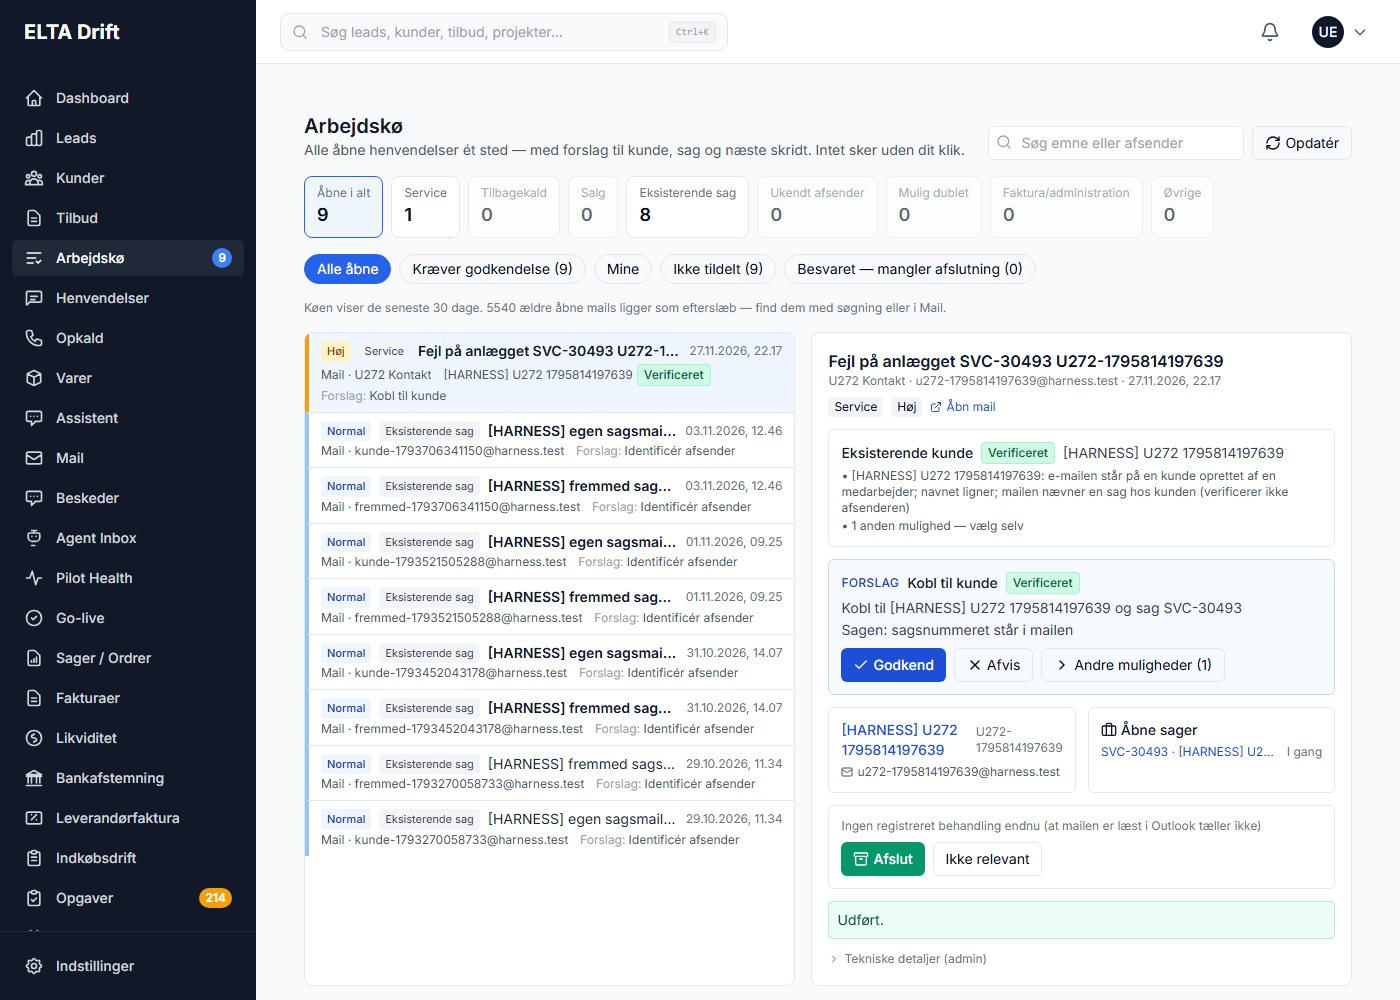 ELTA Drift
Søg leads, kunder, tilbud, projekter...
Ctrl+K
UE
Dashboard
Leads
Kunder
Tilbud
Arbejdskø
9
Henvendelser
Opkald
Varer
Assistent
Mail
Beskeder
Agent Inbox
Pilot Health
Go-live
Sager / Ordrer
Fakturaer
Likviditet
Bankafstemning
Leverandørfaktura
Indkøbsdrift
Opgaver
214
Indstillinger
Arbejdskø
Alle åbne henvendelser ét sted — med forslag til kunde, sag og næste skridt. Intet sker uden dit klik.
Søg emne eller afsender
Opdatér
Åbne i alt
9
Service
1
Tilbagekald
0
Salg
0
Eksisterende sag
8
Ukendt afsender
0
Mulig dublet
0
Faktura/administration
0
Øvrige
0
Alle åbne
Kræver godkendelse (9)
Mine
Ikke tildelt (9)
Besvaret — mangler afslutning (0)
Køen viser de seneste 30 dage. 5540 ældre åbne mails ligger som efterslæb — find dem med søgning eller i Mail.
Høj Service Fejl på anlægget SVC-30493 U272-1... 27.11.2026, 22.17
Mail · U272 Kontakt [HARNESS] U272 1795814197639 Verificeret
Forslag: Kobl til kunde
Normal Eksisterende sag [HARNESS] egen sagsmai... 03.11.2026, 12.46
Mail · kunde-1793706341150@harness.test Forslag: Identificér afsender
Normal Eksisterende sag [HARNESS] fremmed sag... 03.11.2026, 12.46
Mail · fremmed-1793706341150@harness.test Forslag: Identificér afsender
Normal Eksisterende sag [HARNESS] egen sagsmai... 01.11.2026, 09.25
Mail · kunde-1793521505288@harness.test Forslag: Identificér afsender
Normal Eksisterende sag [HARNESS] fremmed sag... 01.11.2026, 09.25
Mail · fremmed-1793521505288@harness.test Forslag: Identificér afsender
Normal Eksisterende sag [HARNESS] egen sagsmai... 31.10.2026, 14.07
Mail · kunde-1793452043178@harness.test Forslag: Identificér afsender
Normal Eksisterende sag [HARNESS] fremmed sag... 31.10.2026, 14.07
Mail · fremmed-1793452043178@harness.test Forslag: Identificér afsender
Normal Eksisterende sag [HARNESS] fremmed sags... 29.10.2026, 11.34
Mail · fremmed-1793270058733@harness.test Forslag: Identificér afsender
Normal Eksisterende sag [HARNESS] egen sagsmail... 29.10.2026, 11.34
Mail · kunde-1793270058733@harness.test Forslag: Identificér afsender
Fejl på anlægget SVC-30493 U272-1795814197639
U272 Kontakt · u272-1795814197639@harness.test · 27.11.2026, 22.17
Service Høj Åbn mail
Eksisterende kunde Verificeret [HARNESS] U272 1795814197639
• [HARNESS] U272 1795814197639: e-mailen står på en kunde oprettet af en
medarbejder; navnet ligner; mailen nævner en sag hos kunden (verificerer ikke
afsenderen)
• 1 anden mulighed — vælg selv
FORSLAG Kobl til kunde Verificeret
Kobl til [HARNESS] U272 1795814197639 og sag SVC-30493
Sagen: sagsnummeret står i mailen
Godkend
Afvis
Andre muligheder (1)
[HARNESS] U272
1795814197639
U272-
1795814197639
u272-1795814197639@harness.test
Åbne sager
SVC-30493 · [HARNESS] U2... I gang
Ingen registreret behandling endnu (at mailen er læst i Outlook tæller ikke)
Afslut
Ikke relevant
Udført.
Tekniske detaljer (admin)